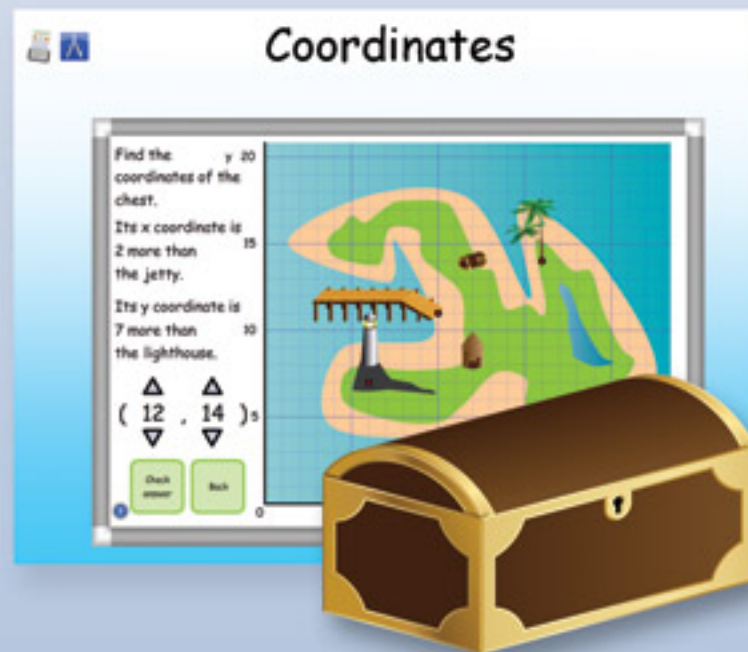 Coordinates
Find the
coordinates of the
chest.
Its x coordinate is
2 more than
the jetty.
Its y coordinate is
7 more than
the lighthouse.
( 12 , 14 )
Check
answer
Back
y 20
15
10
5
0